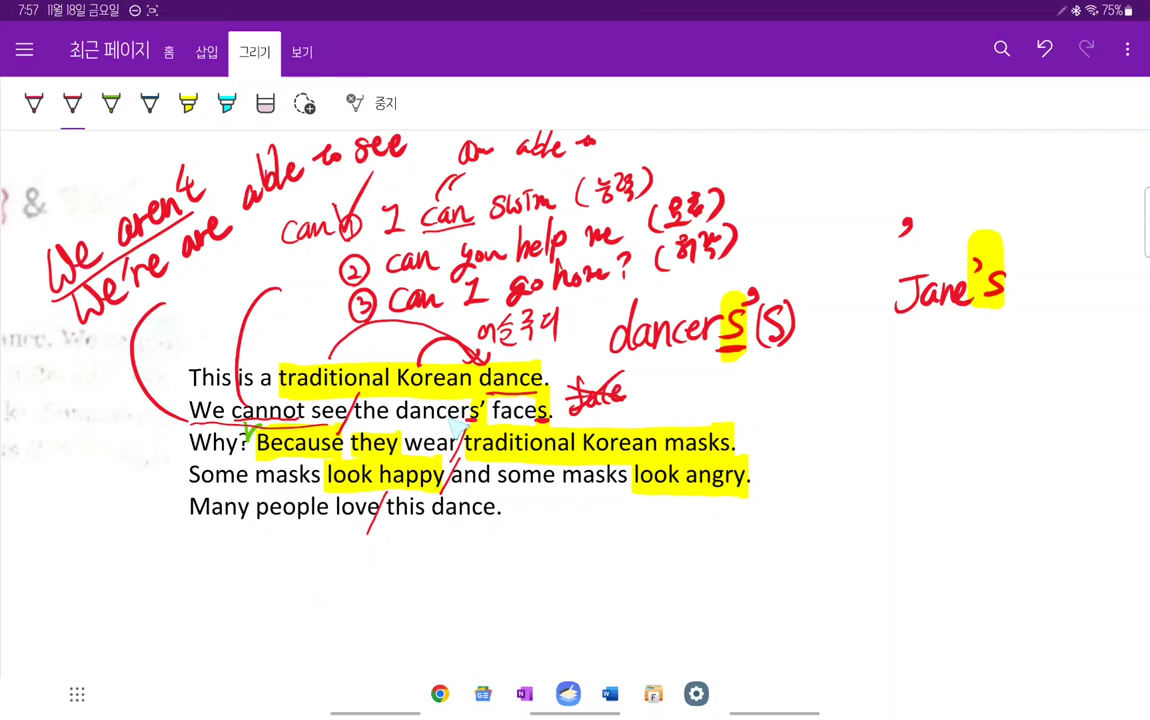 7:57 11월 18일 금요일
75%
최근 페이지 홈 삽입 그리기 보기
중지
&
We aren't able to see
We're are
am able to
can ① I can swim (능력)
② can you help me (요청)
③ can I go home? (허락)
dancers'(s)
,
Jane's
This is a traditional Korean dance.
We cannot see the dancers' faces.
face
Why? Because they wear traditional Korean masks.
Some masks look happy and some masks look angry.
Many people love this dance.